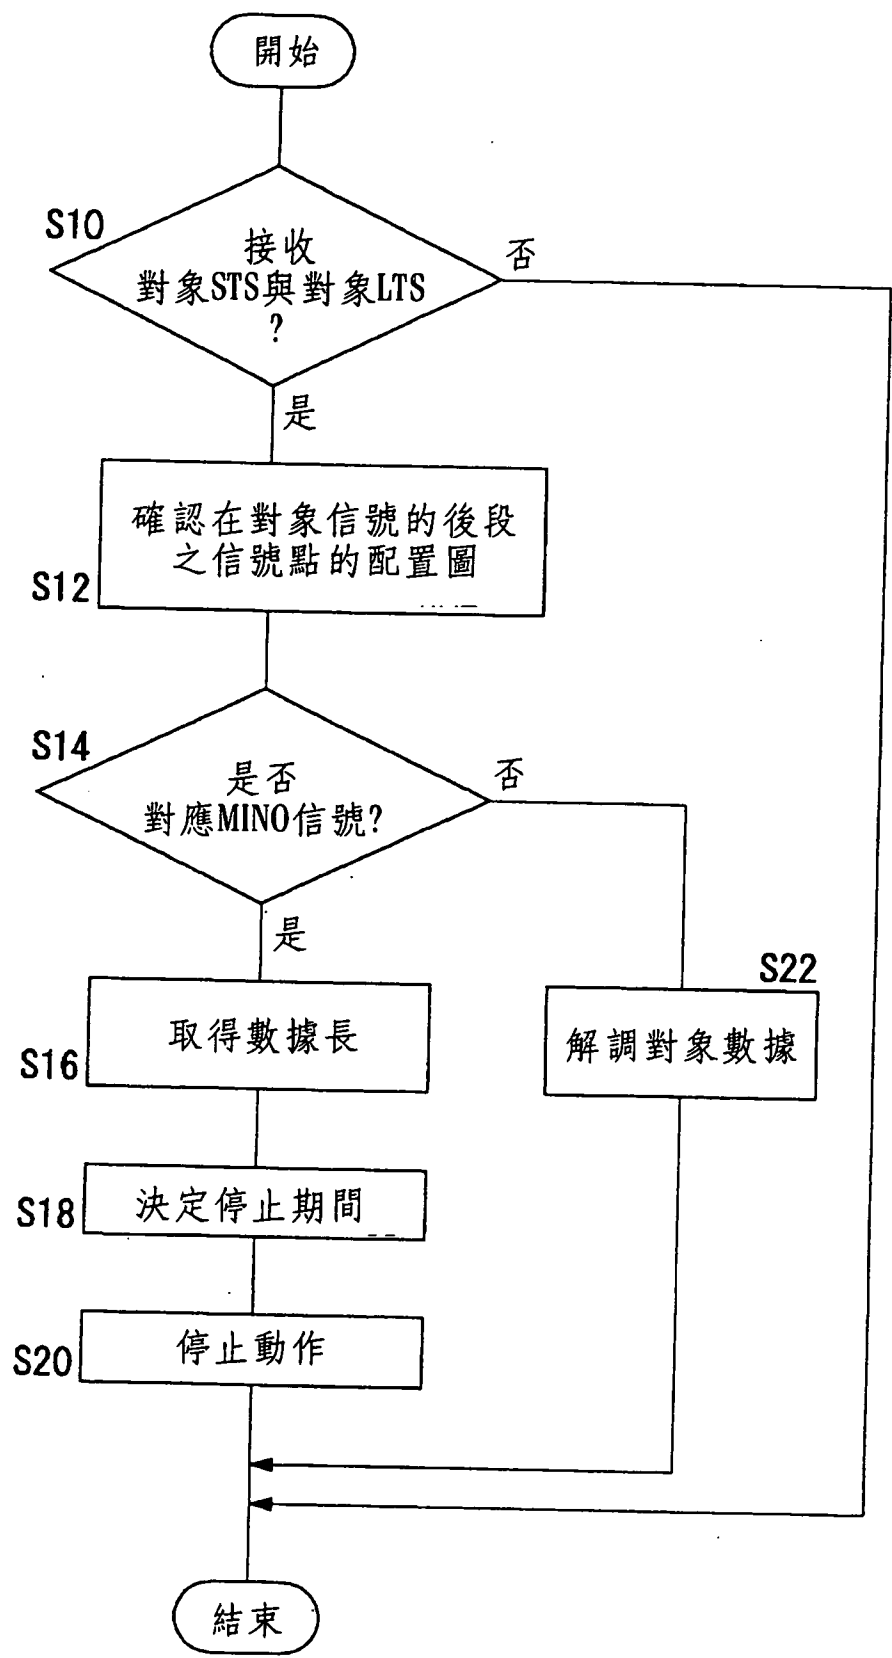 開始
S10
接收
對象STS與對象LTS
?
否
是
確認在對象信號的後段
之信號點的配置圖
S12
S14
是否
對應MINO信號?
否
是
S22
取得數據長
S16
解調對象數據
決定停止期間
S18
停止動作
S20
結束